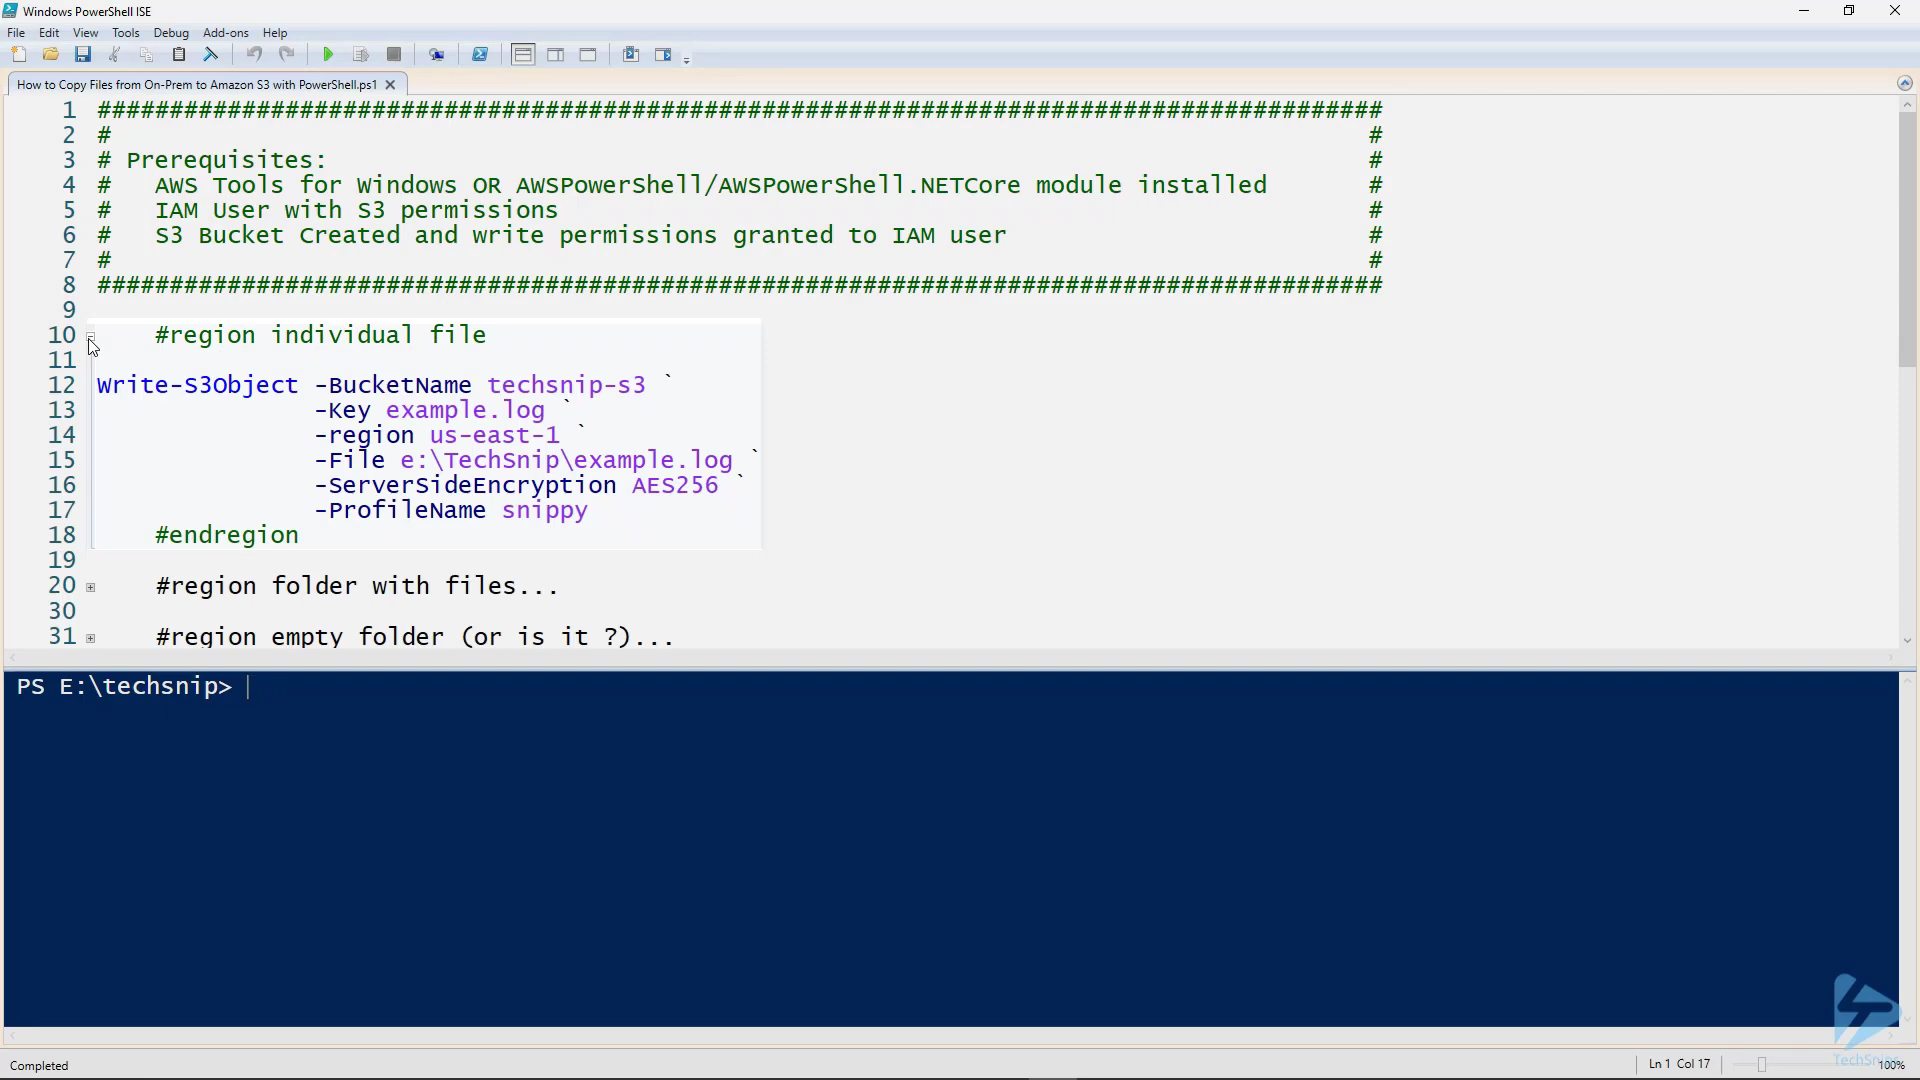 Windows PowerShell ISE
File Edit View Tools Debug Add-ons Help
How to Copy Files from On-Prem to Amazon S3 with PowerShell.ps1
1 #########################################################################################
2 # #
3 # Prerequisites: #
4 # AWS Tools for Windows OR AWSPowerShell/AWSPowerShell.NETCore module installed #
5 # IAM User with S3 permissions #
6 # S3 Bucket Created and write permissions granted to IAM user #
7 # #
8 #########################################################################################
9
10 #region individual file
11
12 Write-S3Object -BucketName techsnip-s3 `
13 -Key example.log `
14 -region us-east-1 `
15 -File e:\TechSnip\example.log `
16 -ServerSideEncryption AES256 `
17 -ProfileName snippy
18 #endregion
19
20 #region folder with files...
30
31 #region empty folder (or is it ?)...
PS E:\techsnip>
Completed Ln 1 Col 17 100%